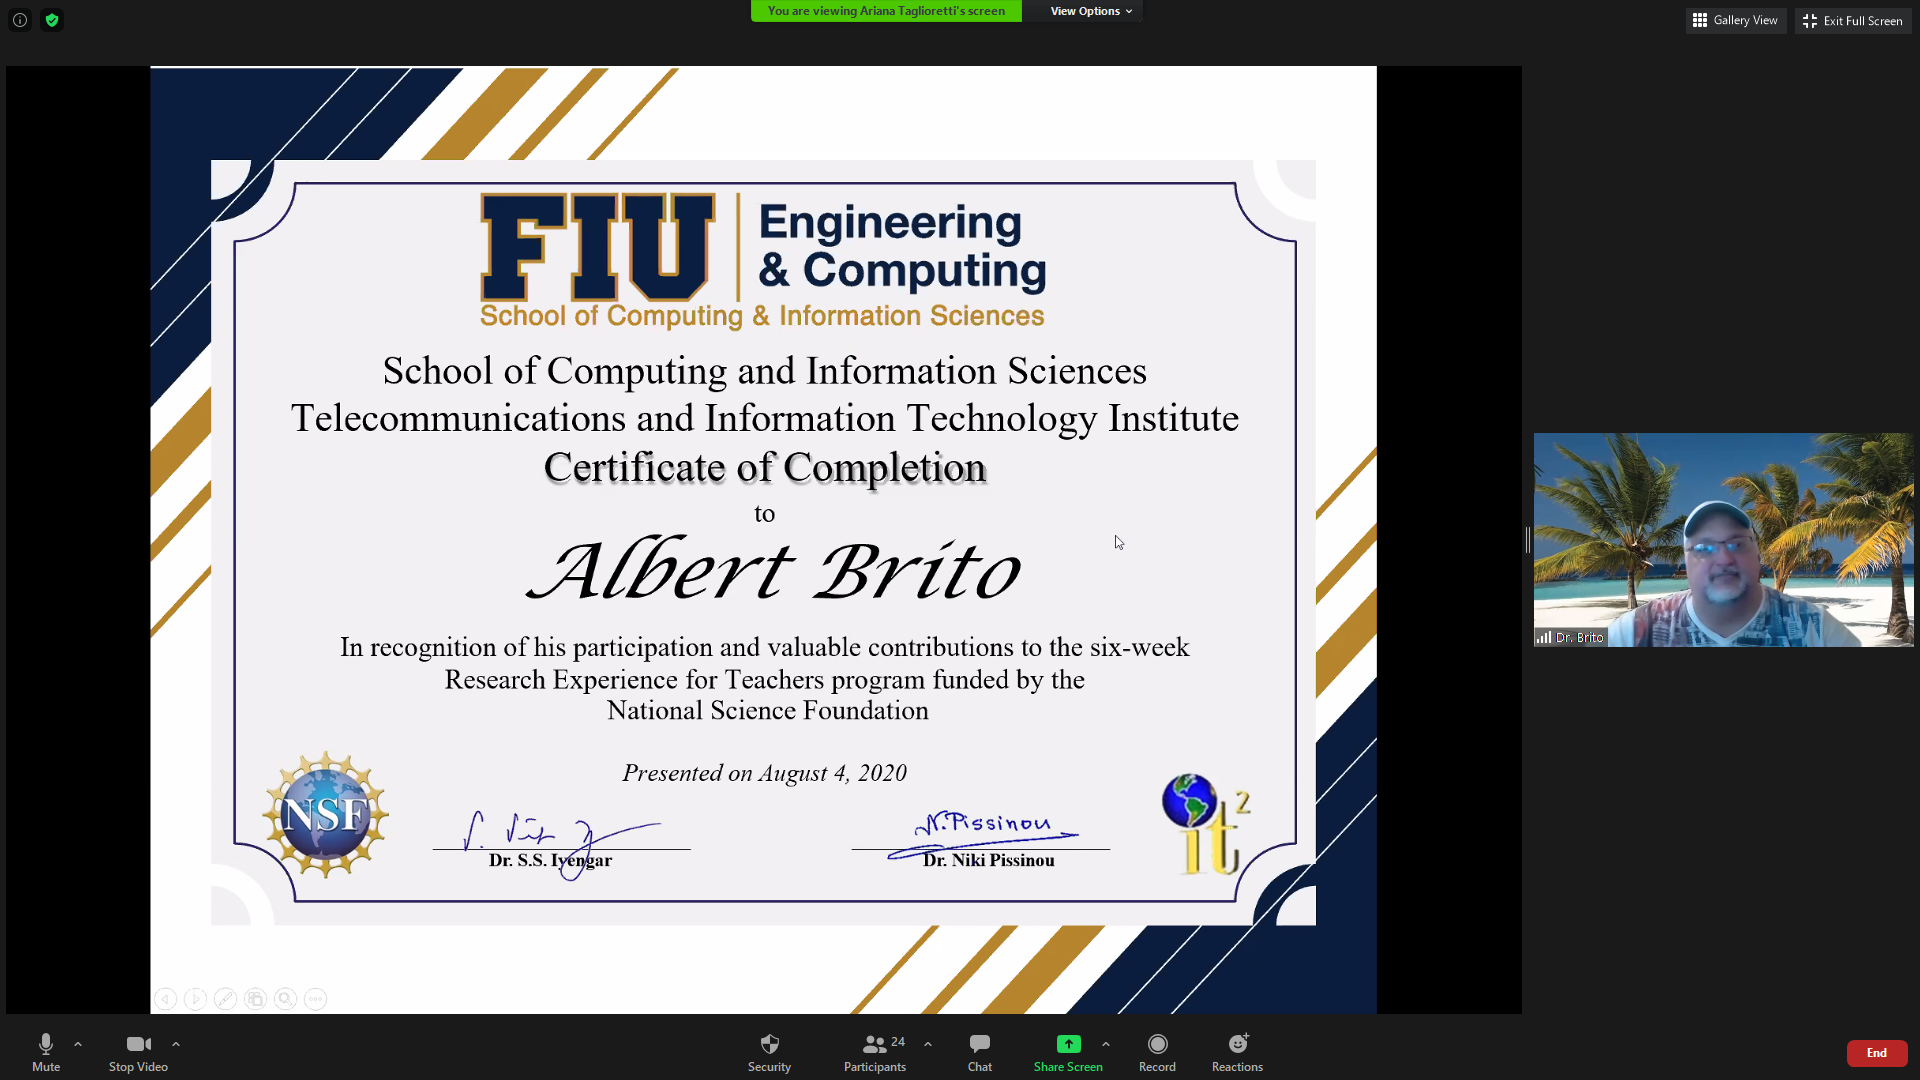 You are viewing Ariana Taglioretti's screen
View Options
Gallery View
Exit Full Screen
FIU
Engineering
& Computing
School of Computing & Information Sciences
School of Computing and Information Sciences
Telecommunications and Information Technology Institute
Certificate of Completion
to
Albert Brito
In recognition of his participation and valuable contributions to the six-week
Research Experience for Teachers program funded by the
National Science Foundation
Presented on August 4, 2020
NSF
N. Pissinou
it2
Dr. S.S. Iyengar
Dr. Niki Pissinou
Dr. Brito
Mute
Stop Video
Security
24
Participants
Chat
Share Screen
Record
Reactions
End